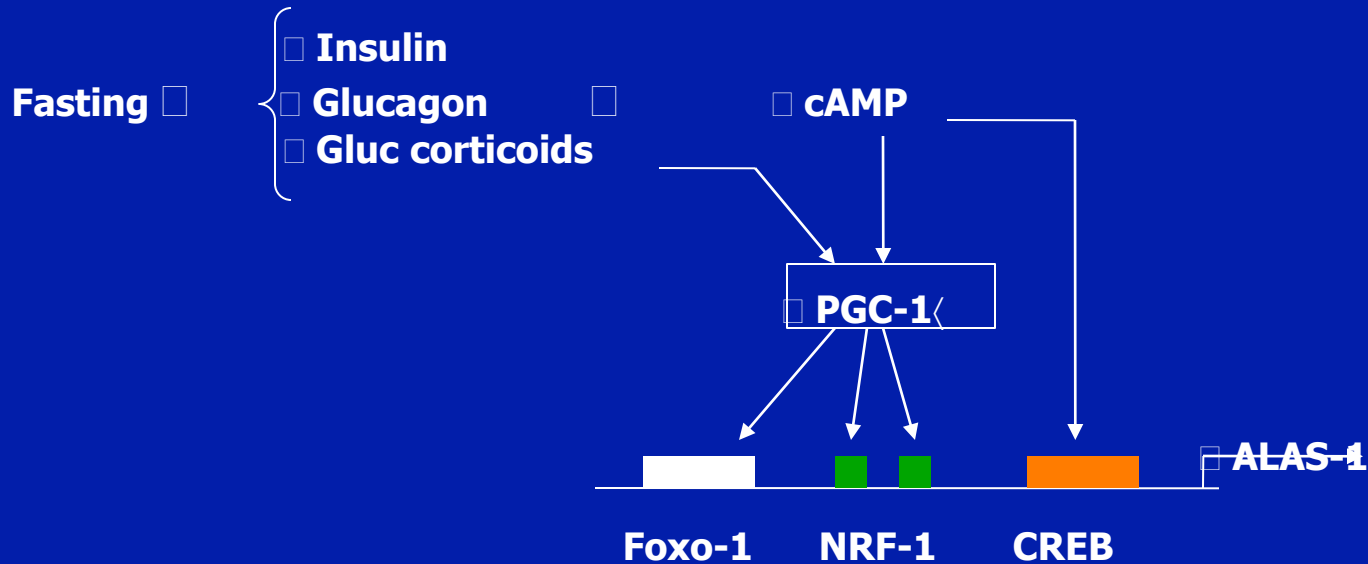 □ Insulin
Fasting □ □ Glucagon □ □ cAMP
□ Gluc corticoids
□ PGC-1〈
□ ALAS-1
Foxo-1 NRF-1 CREB